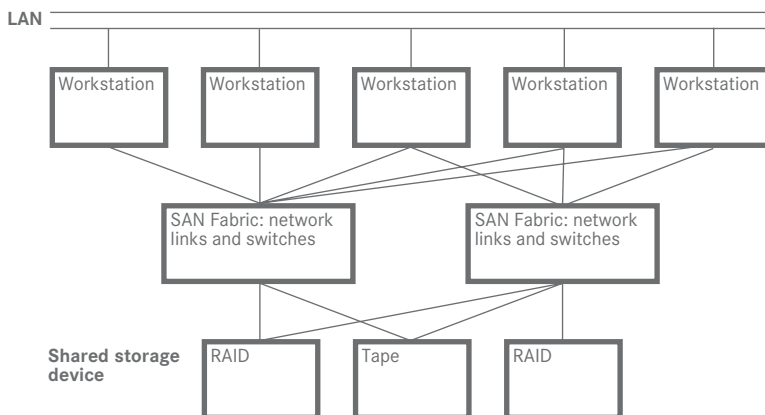 LAN
Workstation
Workstation
Workstation
Workstation
Workstation
SAN Fabric: network
links and switches
SAN Fabric: network
links and switches
Shared storage
device
RAID
Tape
RAID